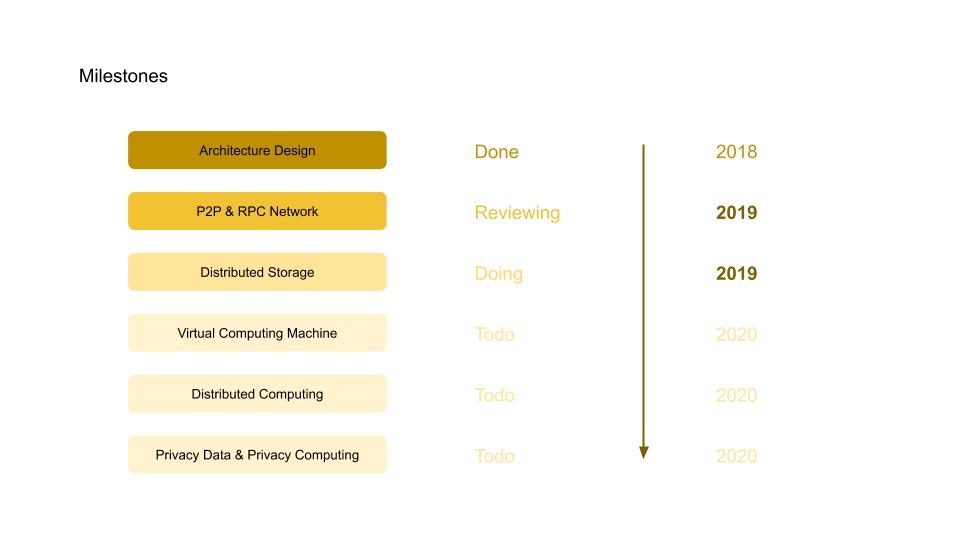 Milestones
Architecture Design Done 2018
P2P & RPC Network Reviewing 2019
Distributed Storage Doing 2019
Virtual Computing Machine Todo 2020
Distributed Computing Todo 2020
Privacy Data & Privacy Computing Todo 2020